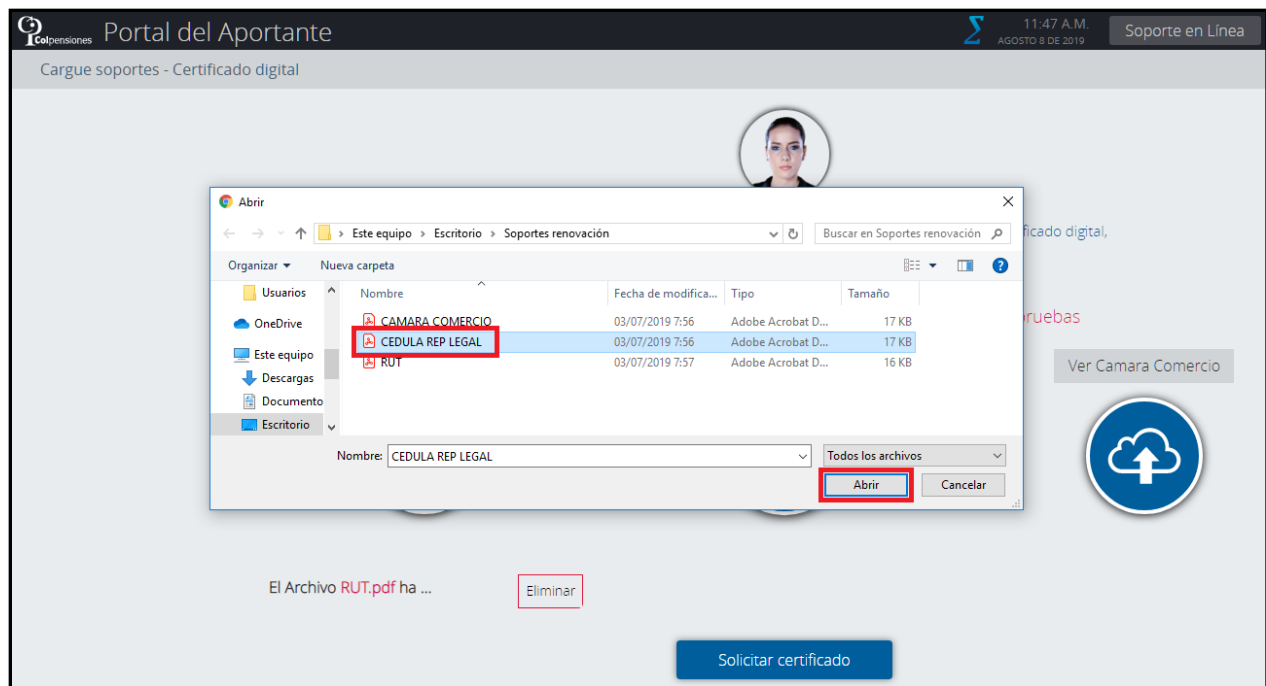 Colpensiones Portal del Aportante
11:47 A.M.
AGOSTO 8 DE 2019
Soporte en Línea
Cargue soportes - Certificado digital
Abrir
Este equipo > Escritorio > Soportes renovación
Buscar en Soportes renovación
ficado digital,
Organizar
Nueva carpeta
Usuarios
OneDrive
Este equipo
Descargas
Documento
Escritorio
Nombre Fecha de modifica... Tipo Tamaño
CAMARA COMERCIO 03/07/2019 7:56 Adobe Acrobat D... 17 KB
CEDULA REP LEGAL 03/07/2019 7:56 Adobe Acrobat D... 17 KB
RUT 03/07/2019 7:57 Adobe Acrobat D... 16 KB
ruebas
Ver Camara Comercio
Nombre: CEDULA REP LEGAL
Todos los archivos
Abrir
Cancelar
El Archivo RUT.pdf ha ...
Eliminar
Solicitar certificado